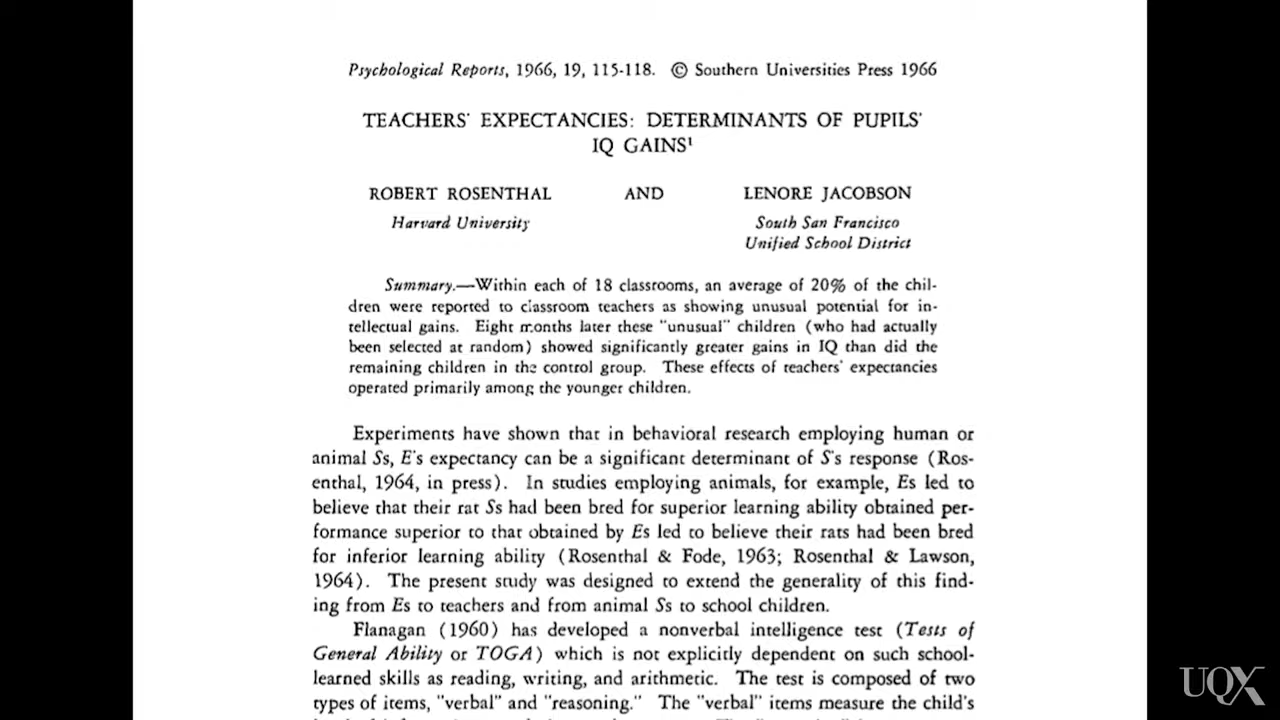 Psychological Reports, 1966, 19, 115-118. © Southern Universities Press 1966
TEACHERS' EXPECTANCIES: DETERMINANTS OF PUPILS'
IQ GAINS¹
ROBERT ROSENTHAL AND LENORE JACOBSON
Harvard University South San Francisco
Unified School District
Summary.—Within each of 18 classrooms, an average of 20% of the chil-
dren were reported to classroom teachers as showing unusual potential for in-
tellectual gains. Eight months later these "unusual" children (who had actually
been selected at random) showed significantly greater gains in IQ than did the
remaining children in the control group. These effects of teachers' expectancies
operated primarily among the younger children.
Experiments have shown that in behavioral research employing human or
animal Ss, E's expectancy can be a significant determinant of S's response (Ros-
enthal, 1964, in press). In studies employing animals, for example, Es led to
believe that their rat Ss had been bred for superior learning ability obtained per-
formance superior to that obtained by Es led to believe their rats had been bred
for inferior learning ability (Rosenthal & Fode, 1963; Rosenthal & Lawson,
1964). The present study was designed to extend the generality of this find-
ing from Es to teachers and from animal Ss to school children.
Flanagan (1960) has developed a nonverbal intelligence test (Tests of
General Ability or TOGA) which is not explicitly dependent on such school-
learned skills as reading, writing, and arithmetic. The test is composed of two
types of items, "verbal" and "reasoning." The "verbal" items measure the child's
UQX